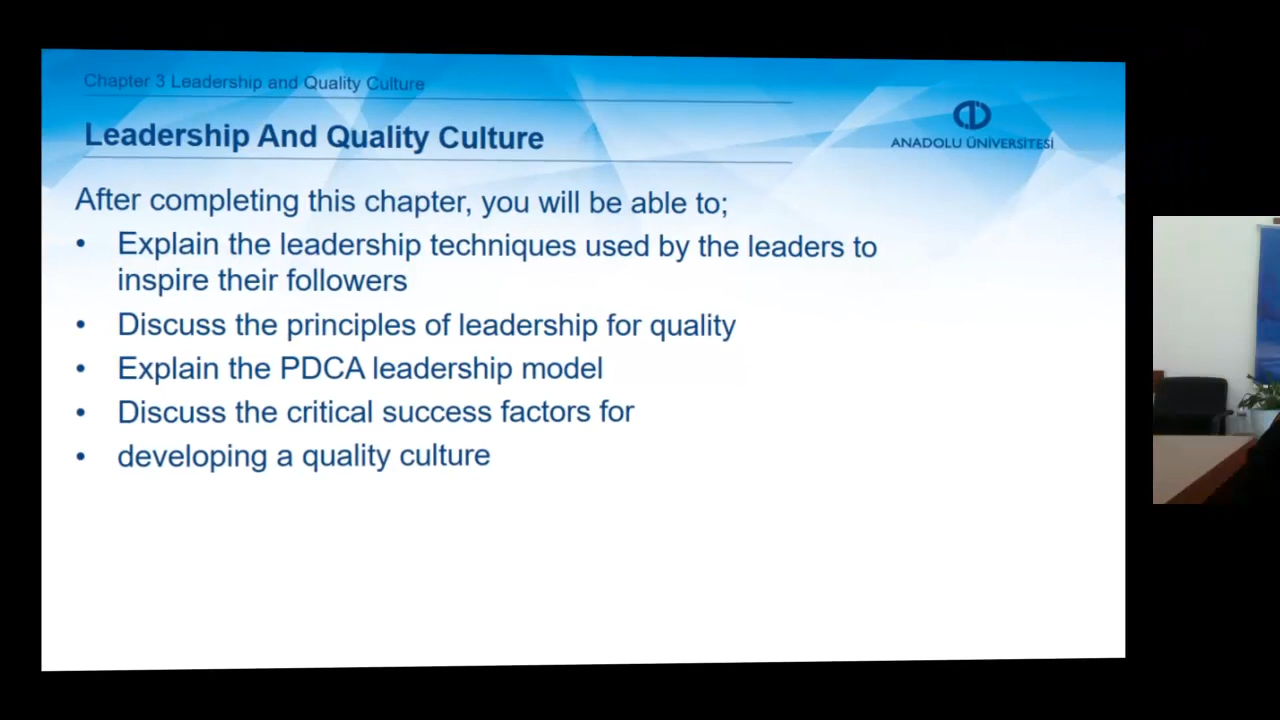 Chapter 3 Leadership and Quality Culture
Leadership And Quality Culture
ANADOLU ÜNİVERSİTESİ
After completing this chapter, you will be able to;
• Explain the leadership techniques used by the leaders to
inspire their followers
• Discuss the principles of leadership for quality
• Explain the PDCA leadership model
• Discuss the critical success factors for
• developing a quality culture